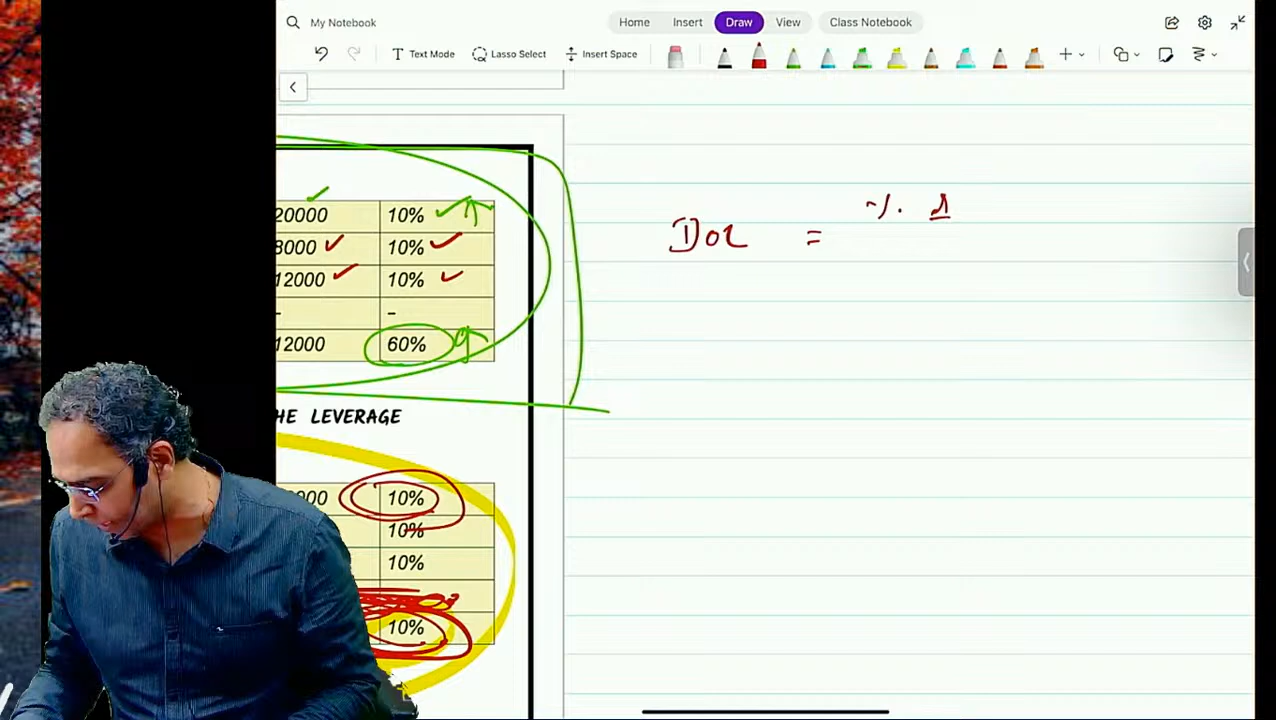 My Notebook
Home Insert Draw View Class Notebook
Text Mode Lasso Select Insert Space
20000 10%
8000 10%
12000 10%
- -
12000 60%
HE LEVERAGE
000 10%
10%
10%
10%
DOL = %.